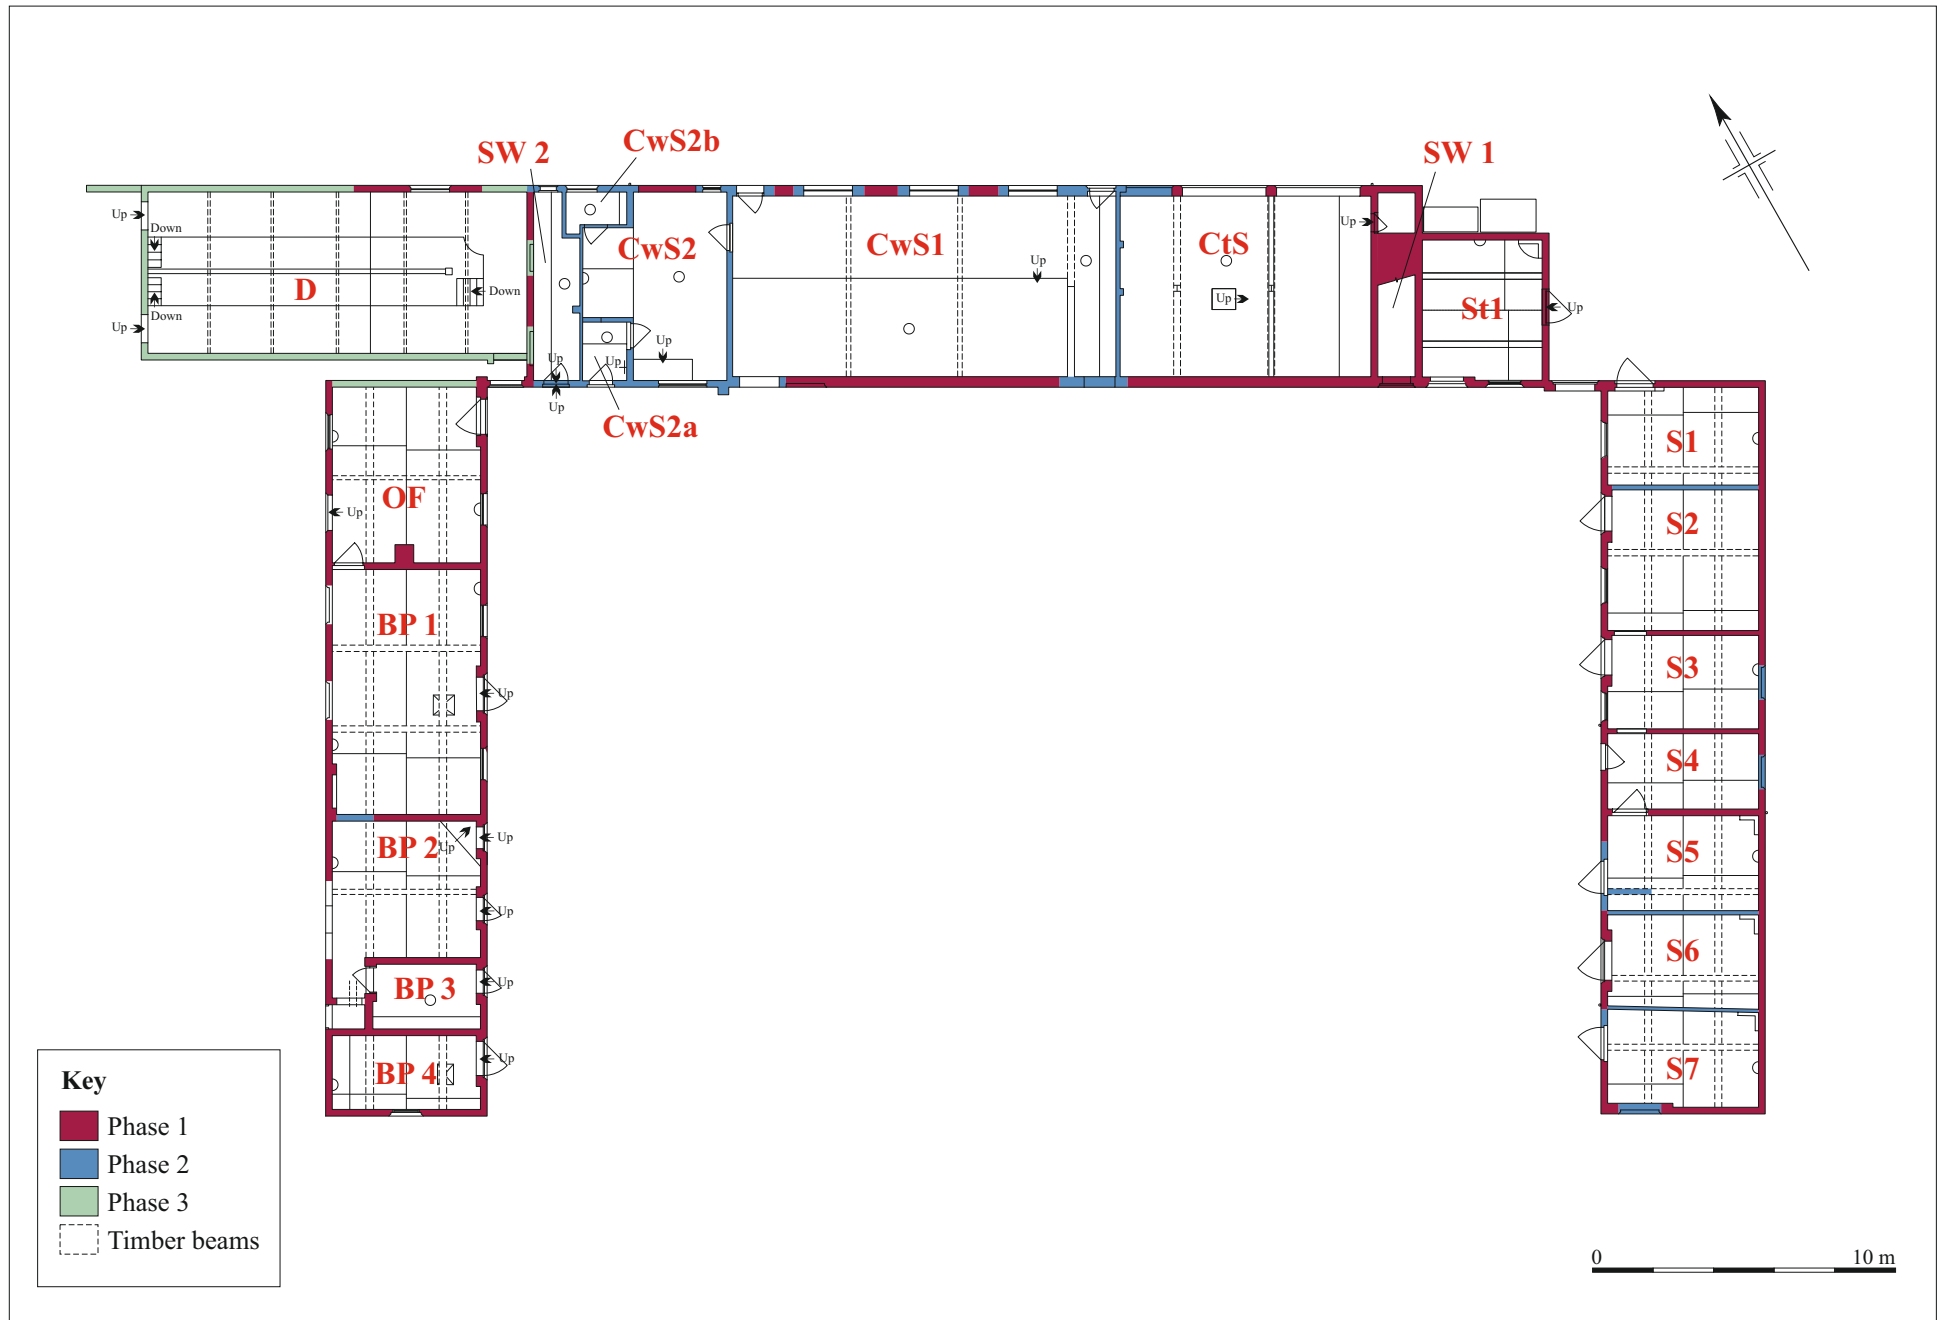 CwS2b
SW 2
SW 1
Up
Down
CwS2
CwS1
CtS
Up
Up
D
Down
Up
St1
Up
Down
Up
Up
Up
Up
Up
CwS2a
S1
OF
Up
S2
BP 1
S3
Up
S4
BP 2
Up
Up
S5
Up
S6
BP 3
Up
BP 4
Up
S7
Key
Phase 1
Phase 2
Phase 3
Timber beams
0 10 m